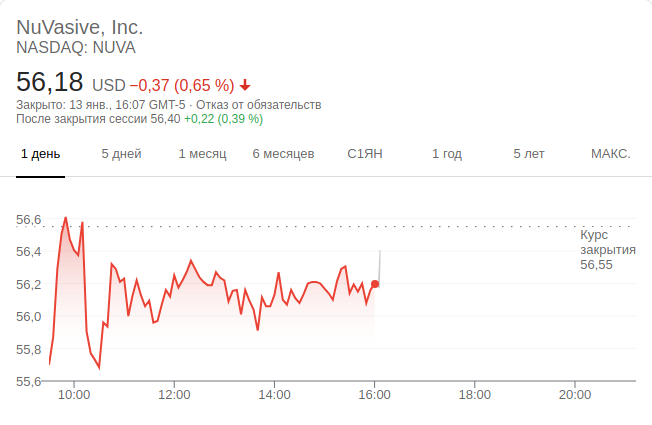 NuVasive, Inc.
NASDAQ: NUVA
56,18 USD −0,37 (0,65 %)
Закрыто: 13 янв., 16:07 GMT-5 · Отказ от обязательств
После закрытия сессии 56,40 +0,22 (0,39 %)
1 день 5 дней 1 месяц 6 месяцев С1ЯН 1 год 5 лет МАКС.
56,6
Курс
закрытия
56,55
56,4
56,2
56,0
55,8
55,6
10:00 12:00 14:00 16:00 18:00 20:00